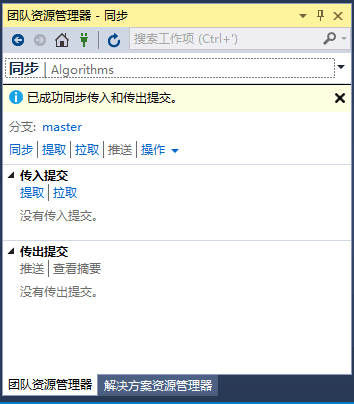 团队资源管理器 - 同步
搜索工作项 (Ctrl+')
同步 | Algorithms
已成功同步传入和传出提交。
分支: master
同步 | 提取 | 拉取 | 推送 | 操作
传入提交
提取 | 拉取
没有传入提交。
传出提交
推送 | 查看摘要
没有传出提交。
团队资源管理器 解决方案资源管理器